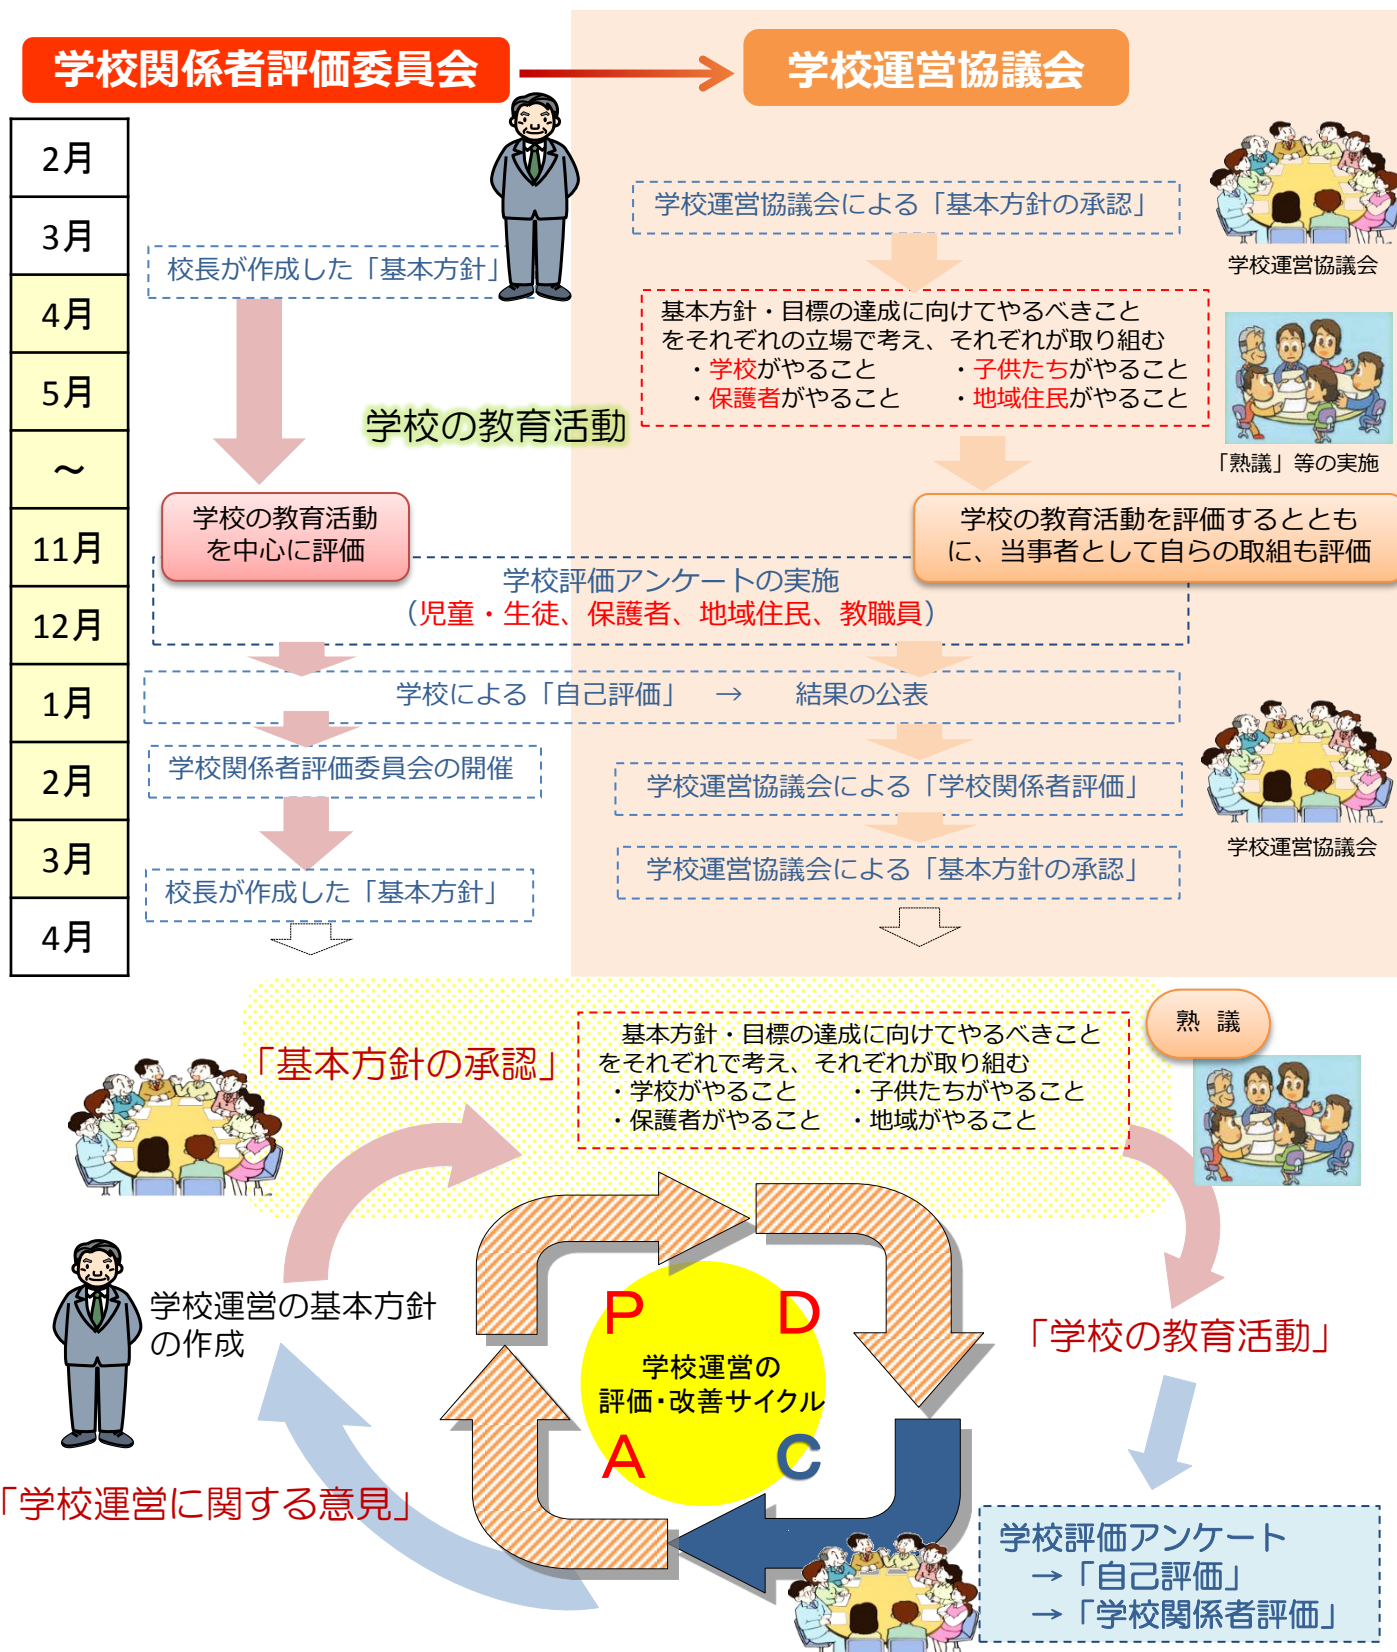 学校関係者評価委員会
学校運営協議会
2月
3月
4月
5月
～
11月
12月
1月
2月
3月
4月
校長が作成した「基本方針」
学校の教育活動
学校の教育活動
を中心に評価
学校運営協議会による「基本方針の承認」
学校運営協議会
基本方針・目標の達成に向けてやるべきこと
をそれぞれの立場で考え、それぞれが取り組む
・学校がやること ・子供たちがやること
・保護者がやること ・地域住民がやること
「熟議」等の実施
学校の教育活動を評価するととも
に、当事者として自らの取組も評価
学校評価アンケートの実施
（児童・生徒、保護者、地域住民、教職員）
学校による「自己評価」 → 結果の公表
学校関係者評価委員会の開催
学校運営協議会による「学校関係者評価」
学校運営協議会
校長が作成した「基本方針」
学校運営協議会による「基本方針の承認」
「基本方針の承認」
基本方針・目標の達成に向けてやるべきこと
をそれぞれで考え、それぞれが取り組む
・学校がやること ・子供たちがやること
・保護者がやること ・地域がやること
熟 議
学校運営の基本方針
の作成
P D
学校運営の
評価・改善サイクル
A C
「学校の教育活動」
「学校運営に関する意見」
学校評価アンケート
→「自己評価」
→「学校関係者評価」